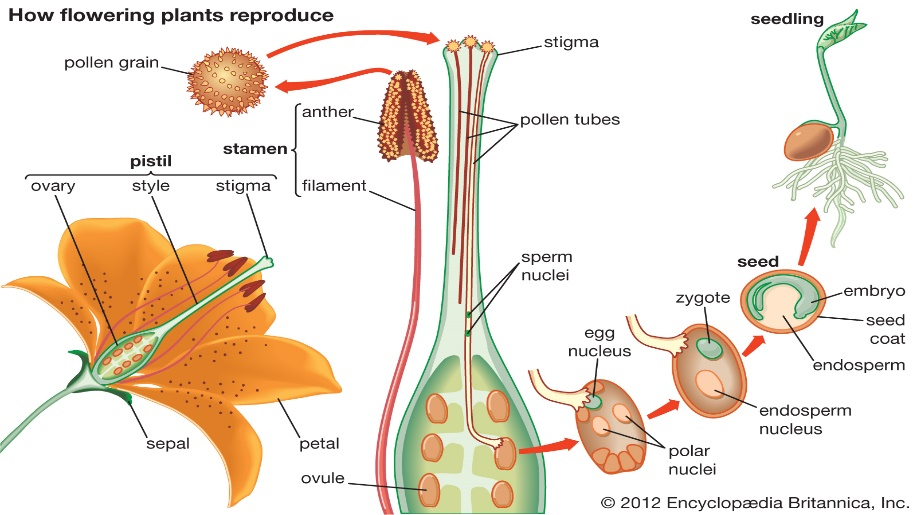 How flowering plants reproduce
pollen grain
stamen
anther
filament
pistil
ovary
style
stigma
sepal
petal
ovule
stigma
pollen tubes
sperm
nuclei
egg
nucleus
polar
nuclei
zygote
endosperm
nucleus
seed
embryo
seed
coat
endosperm
seedling
© 2012 Encyclopædia Britannica, Inc.